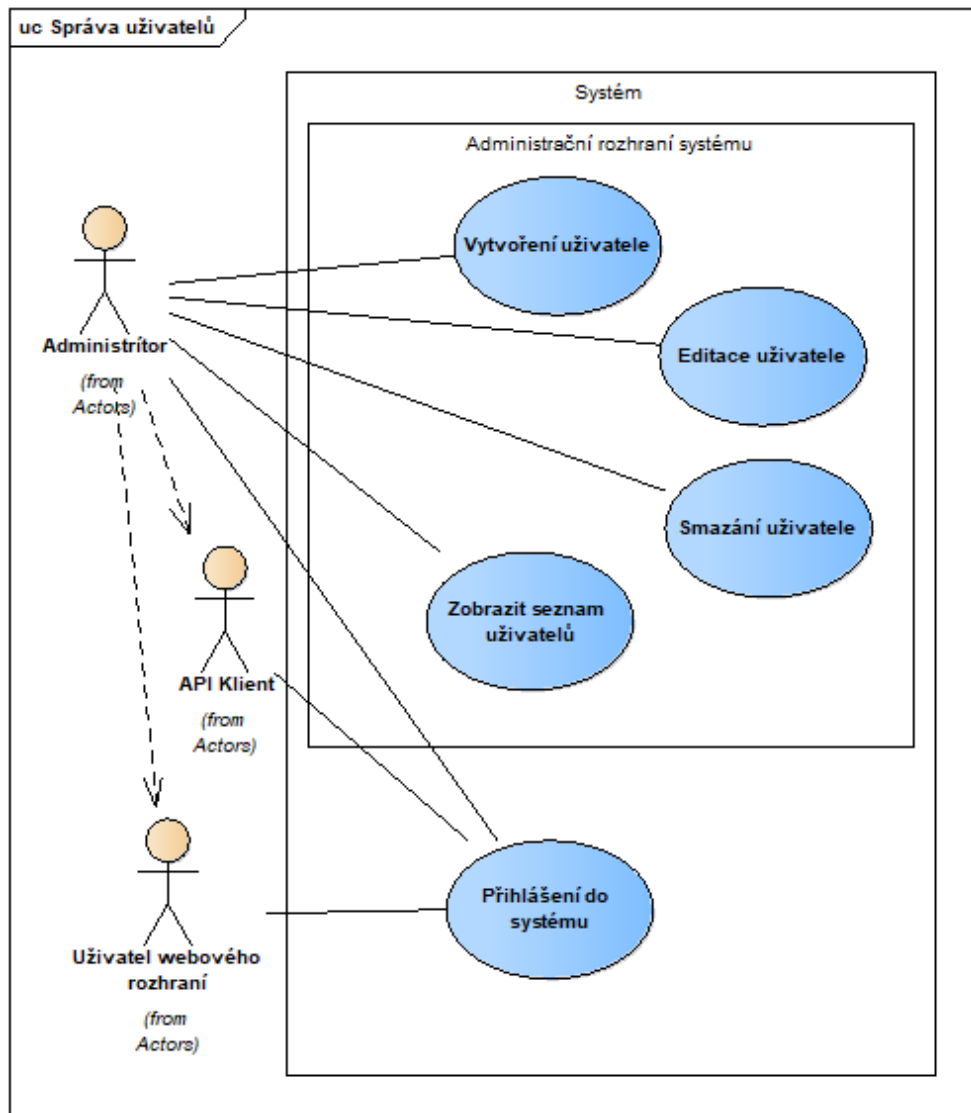 uc Správa uživatelů
Systém
Administrační rozhraní systému
Vytvoření uživatele
Editace uživatele
Smazání uživatele
Zobrazit seznam
uživatelů
Administrítor
(from
Actors)
API Klient
(from
Actors)
Přihlášení do
systému
Uživatel webového
rozhraní
(from
Actors)